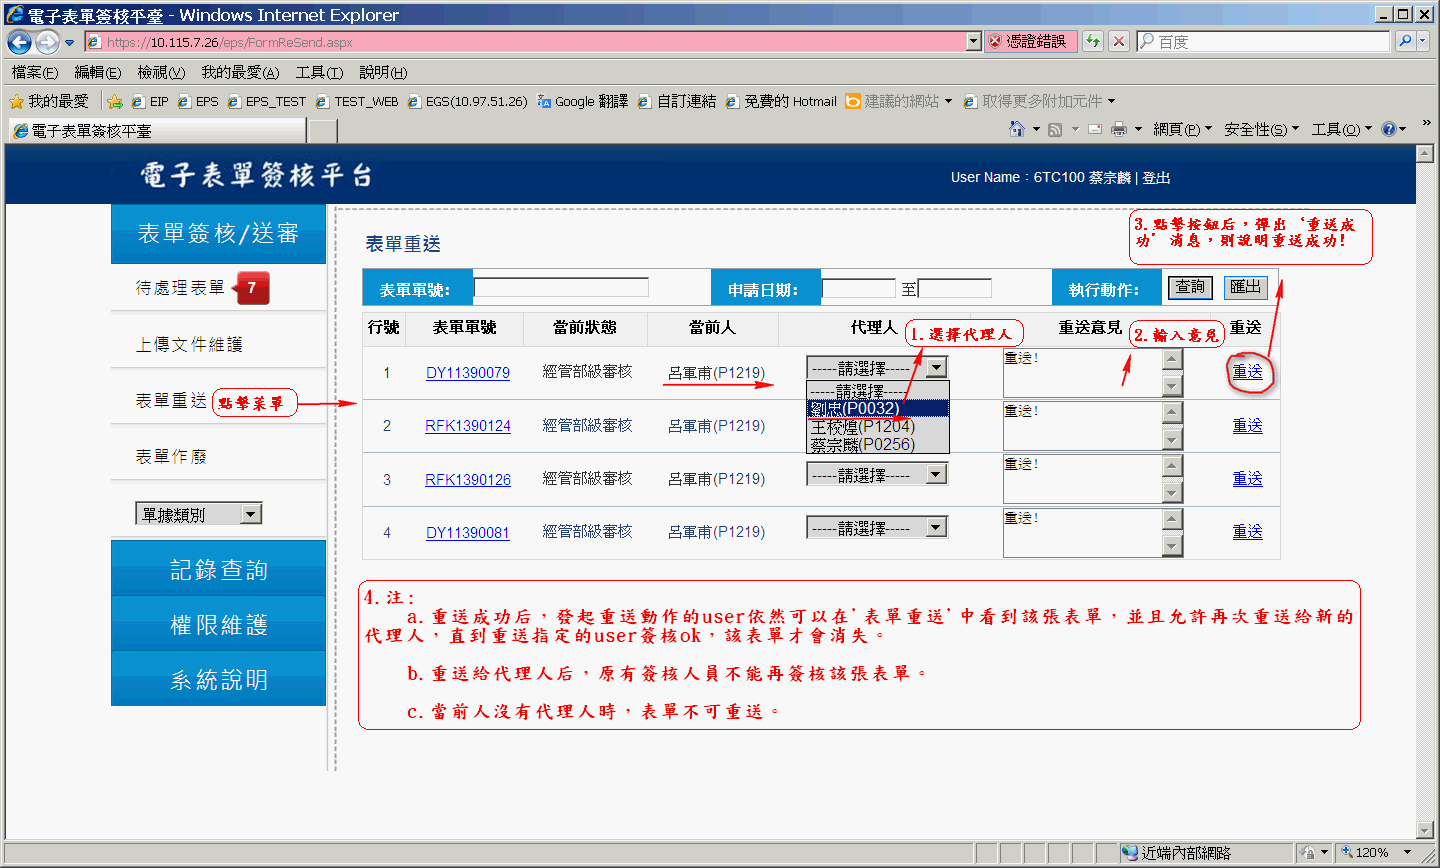 電子表單簽核平臺 - Windows Internet Explorer
https://10.115.7.26/eps/FormReSend.aspx
憑證錯誤
百度
檔案(F) 編輯(E) 檢視(V) 我的最愛(A) 工具(T) 說明(H)
我的最愛 EIP EPS EPS_TEST TEST_WEB EGS(10.97.51.26) Google 翻譯 自訂連結 免費的 Hotmail 建議的網站 取得更多附加元件
電子表單簽核平臺
網頁(P) 安全性(S) 工具(O) »
電子表單簽核平台
User Name：6TC100 蔡宗麟 | 登出
表單簽核/送審
待處理表單 7
上傳文件維護
表單重送 點擊菜單
表單作廢
單據類別
記錄查詢
權限維護
系統說明
表單重送
3.點擊按鈕后，彈出‘重送成
功’消息，則說明重送成功!
表單單號: 申請日期: 至 執行動作: 查詢 匯出
行號 表單單號 當前狀態 當前人 代理人 重送意見 重送
1.選擇代理人
2.輸入意見
1 DY11390079 經管部級審核 呂軍甫(P1219) -----請選擇----- 重送! 重送
-----請選擇-----
劉忠(P0032)
王校煌(P1204)
蔡宗麟(P0256)
2 RFK1390124 經管部級審核 呂軍甫(P1219) 重送! 重送
3 RFK1390126 經管部級審核 呂軍甫(P1219) -----請選擇----- 重送! 重送
4 DY11390081 經管部級審核 呂軍甫(P1219) -----請選擇----- 重送! 重送
4.注:
a.重送成功后，發起重送動作的user依然可以在'表單重送'中看到該張表單，並且允許再次重送給新的
代理人，直到重送指定的user簽核ok，該表單才會消失。
b.重送給代理人后，原有簽核人員不能再簽核該張表單。
c.當前人沒有代理人時，表單不可重送。
近端內部網路
120%